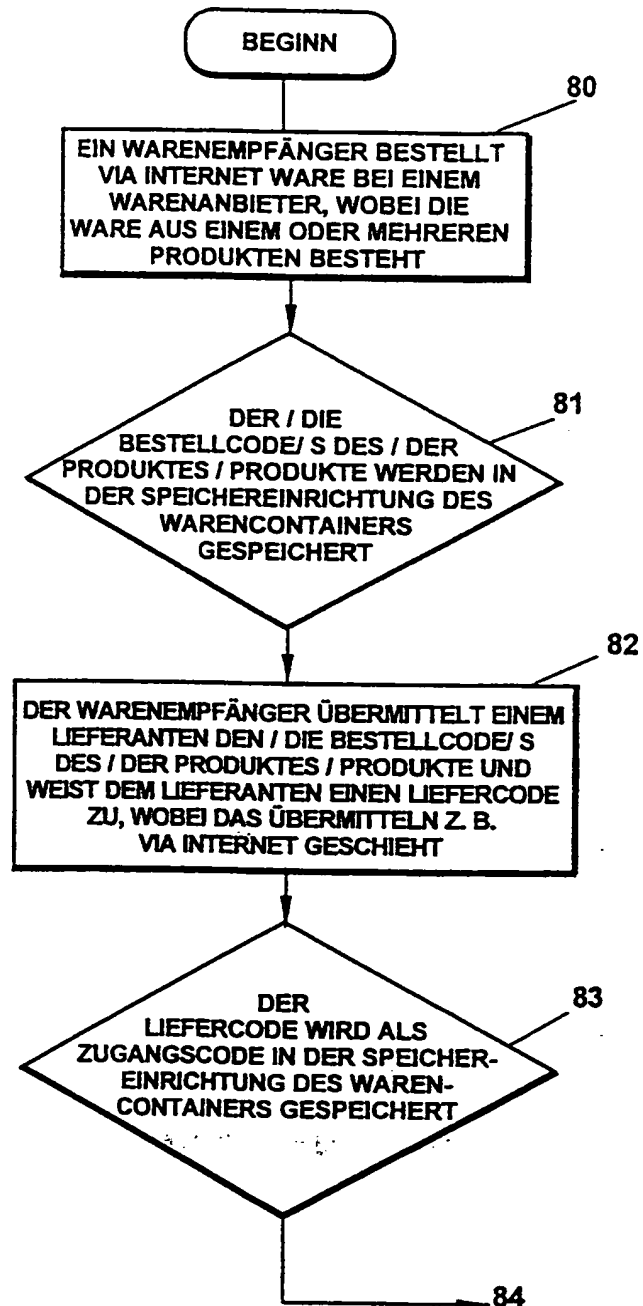 BEGINN
80
EIN WARENEMPFÄNGER BESTELLT
VIA INTERNET WARE BEI EINEM
WARENANBIETER, WOBEI DIE
WARE AUS EINEM ODER MEHREREN
PRODUKTEN BESTEHT
81
DER / DIE
BESTELLCODE/ S DES / DER
PRODUKTES / PRODUKTE WERDEN IN
DER SPEICHEREINRICHTUNG DES
WARENCONTAINERS
GESPEICHERT
82
DER WARENEMPFÄNGER ÜBERMITTELT EINEM
LIEFERANTEN DEN / DIE BESTELLCODE/ S
DES / DER PRODUKTES / PRODUKTE UND
WEIST DEM LIEFERANTEN EINEN LIEFERCODE
ZU, WOBEI DAS ÜBERMITTELN Z. B.
VIA INTERNET GESCHIEHT
83
DER
LIEFERCODE WIRD ALS
ZUGANGSCODE IN DER SPEICHER-
EINRICHTUNG DES WAREN-
CONTAINERS GESPEICHERT
84